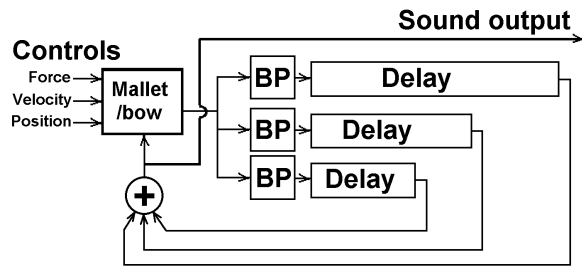 Sound output
Controls
Force
Velocity
Position
Mallet
/bow
BP
Delay
BP
Delay
BP
Delay
+